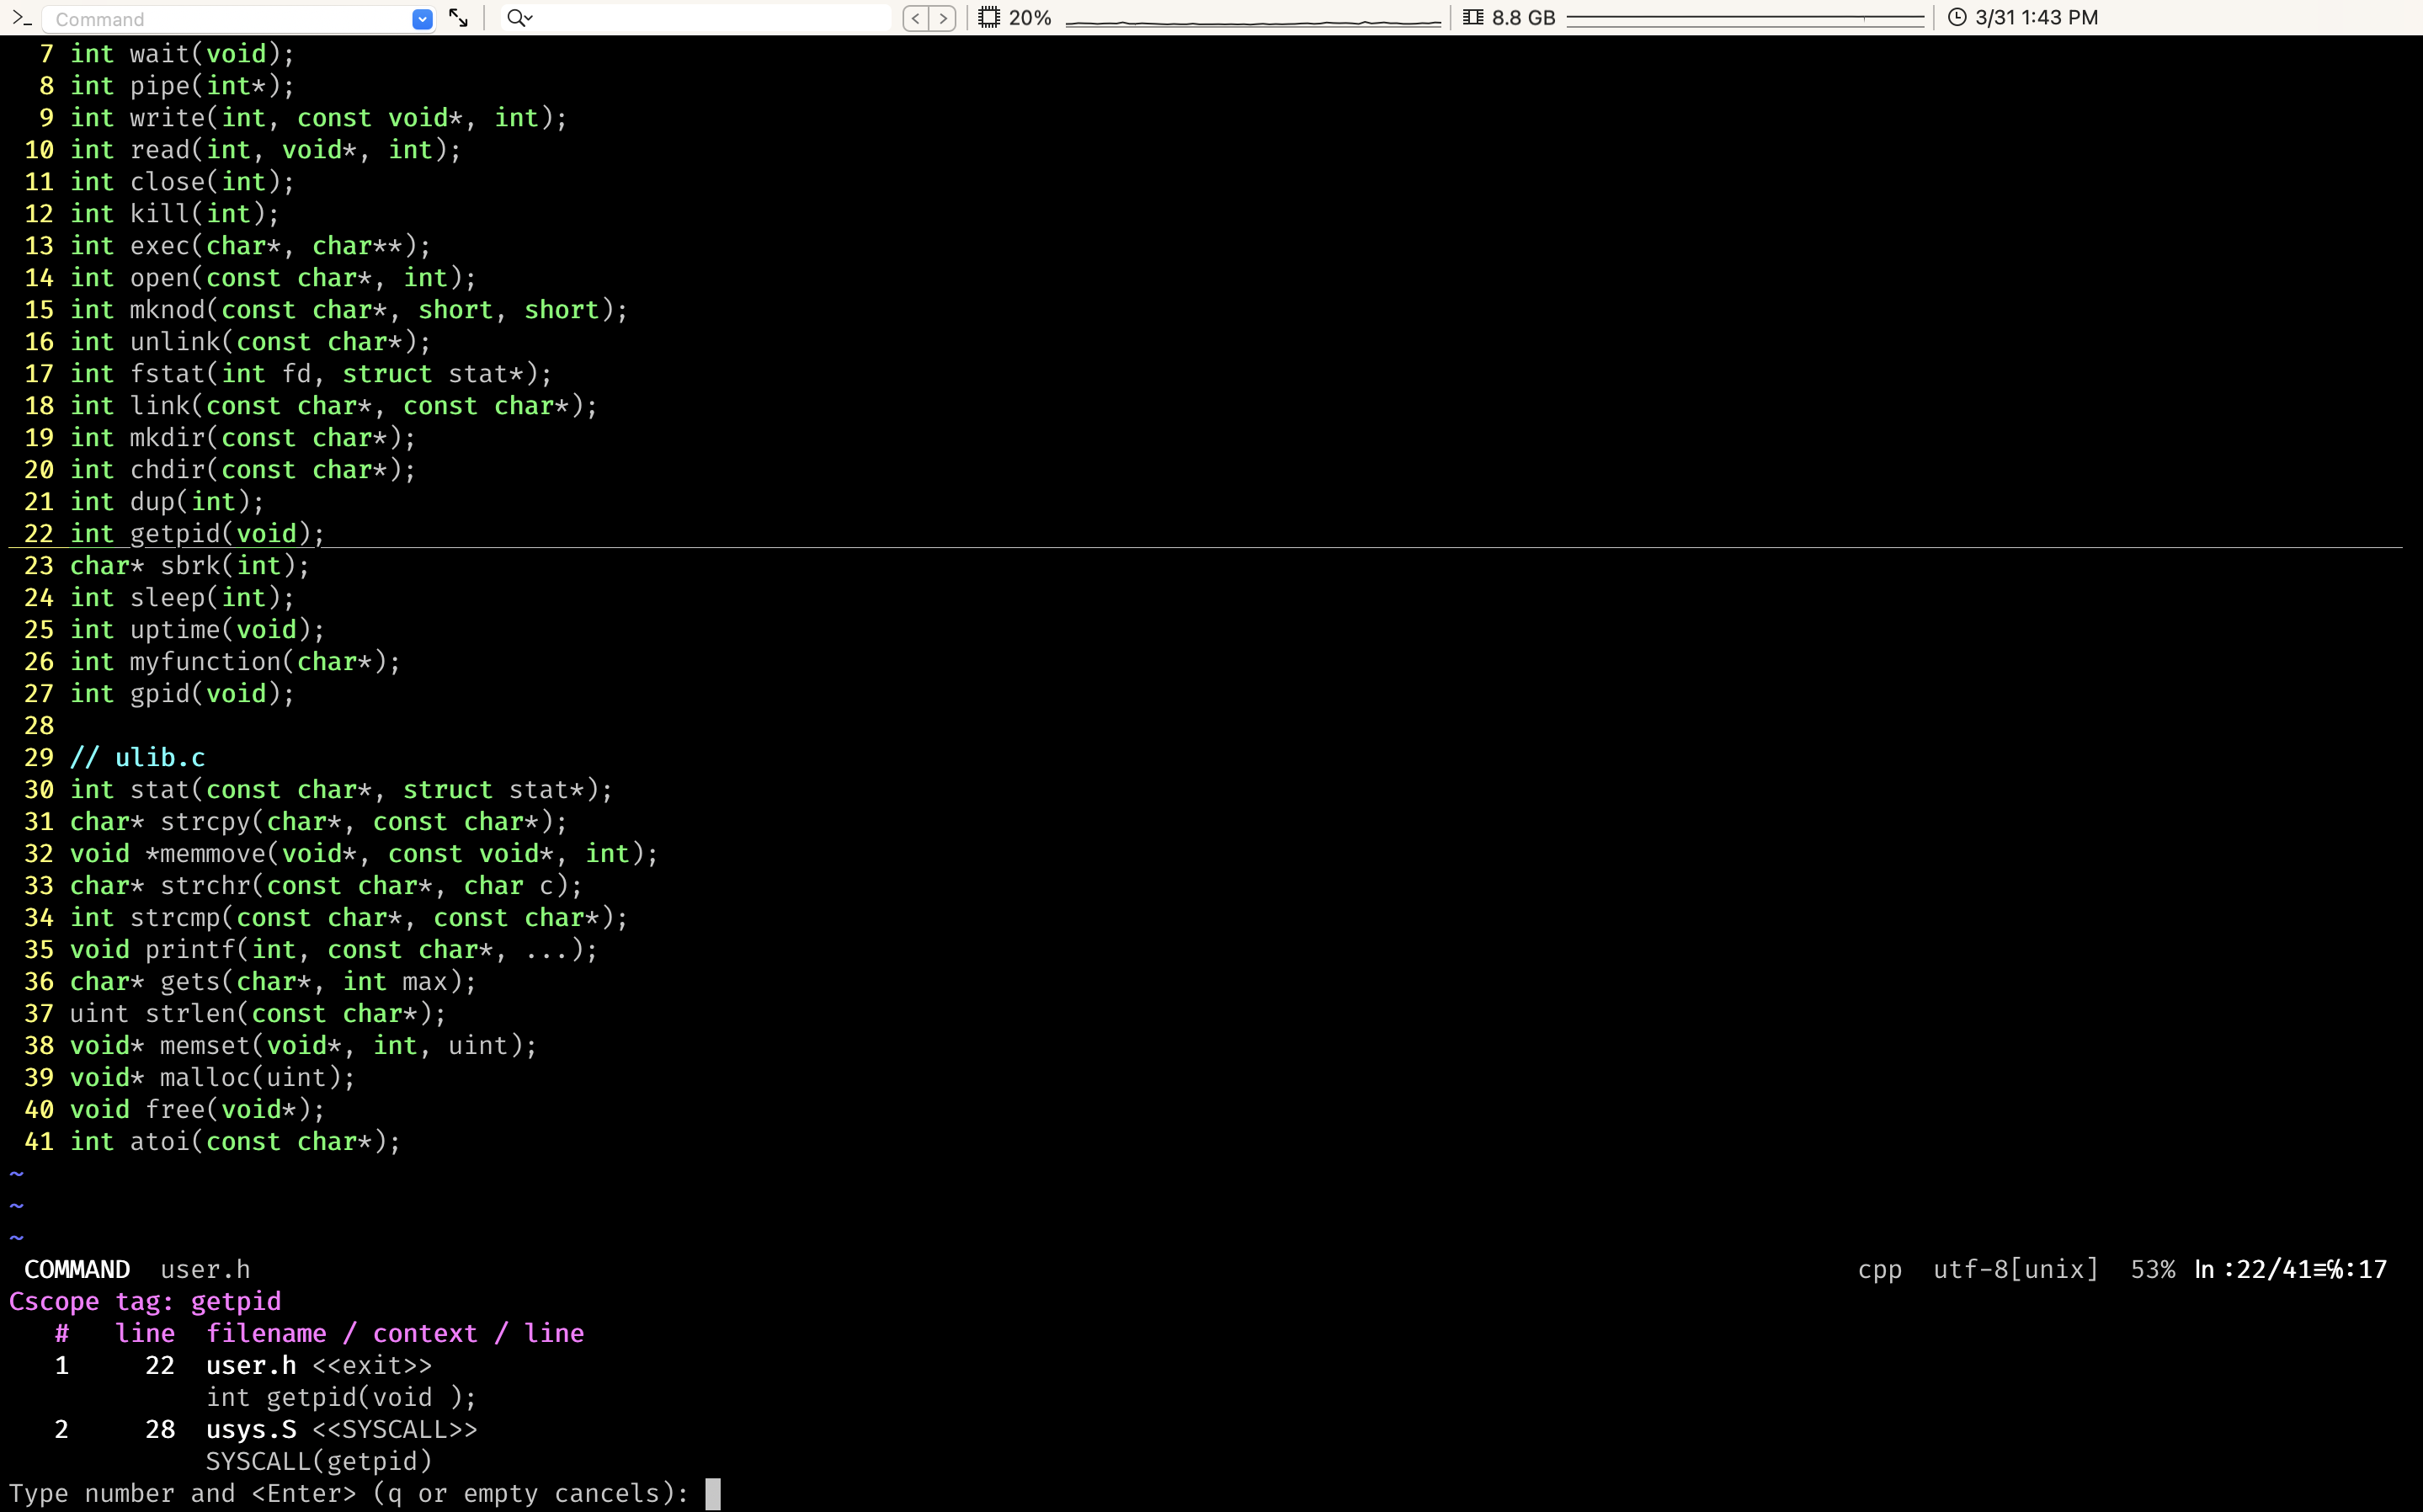 >_ Command 20% 8.8 GB 3/31 1:43 PM
7 int wait(void);
8 int pipe(int*);
9 int write(int, const void*, int);
10 int read(int, void*, int);
11 int close(int);
12 int kill(int);
13 int exec(char*, char**);
14 int open(const char*, int);
15 int mknod(const char*, short, short);
16 int unlink(const char*);
17 int fstat(int fd, struct stat*);
18 int link(const char*, const char*);
19 int mkdir(const char*);
20 int chdir(const char*);
21 int dup(int);
22 int getpid(void);
23 char* sbrk(int);
24 int sleep(int);
25 int uptime(void);
26 int myfunction(char*);
27 int gpid(void);
28
29 // ulib.c
30 int stat(const char*, struct stat*);
31 char* strcpy(char*, const char*);
32 void *memmove(void*, const void*, int);
33 char* strchr(const char*, char c);
34 int strcmp(const char*, const char*);
35 void printf(int, const char*, ...);
36 char* gets(char*, int max);
37 uint strlen(const char*);
38 void* memset(void*, int, uint);
39 void* malloc(uint);
40 void free(void*);
41 int atoi(const char*);
~
~
~
COMMAND user.h cpp utf-8[unix] 53% ln :22/41≡℅:17
Cscope tag: getpid
# line filename / context / line
1 22 user.h <<exit>>
int getpid(void );
2 28 usys.S <<SYSCALL>>
SYSCALL(getpid)
Type number and <Enter> (q or empty cancels):